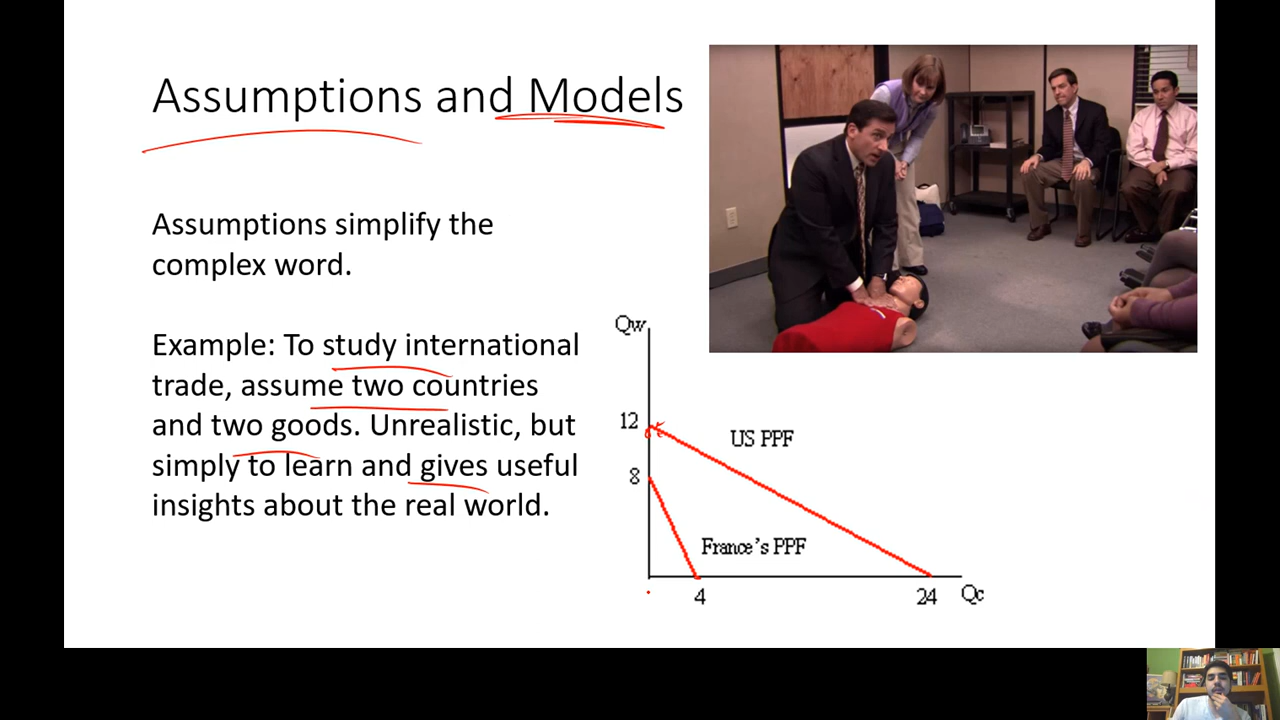 Assumptions and Models
Assumptions simplify the
complex word.
Example: To study international
trade, assume two countries
and two goods. Unrealistic, but
simply to learn and gives useful
insights about the real world.
Qw
12
US PPF
8
France's PPF
4
24
Qc